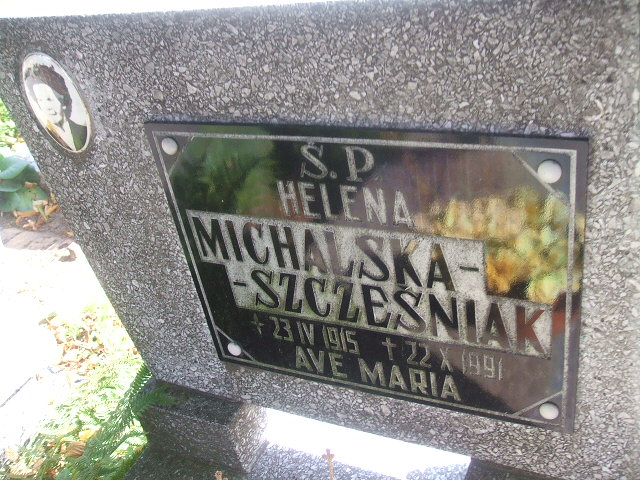 Ś.P
HELENA
MICHALSKA-
-SZCZEŚNIAK
† 23 IV 1915 † 22 X 1991
AVE MARIA